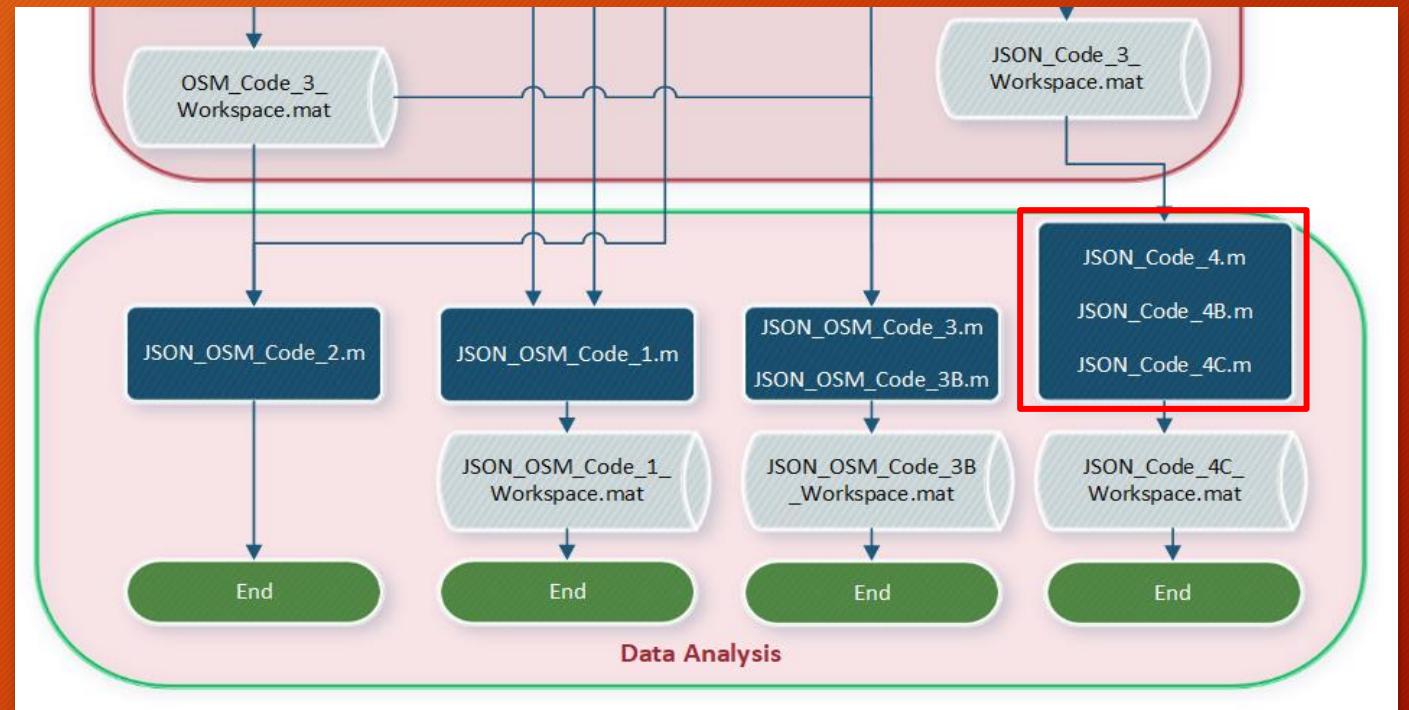 OSM_Code_3_
Workspace.mat
JSON_Code_3_
Workspace.mat
JSON_OSM_Code_2.m
JSON_OSM_Code_1.m
JSON_OSM_Code_3.m
JSON_OSM_Code_3B.m
JSON_Code_4.m
JSON_Code_4B.m
JSON_Code_4C.m
JSON_OSM_Code_1_
Workspace.mat
JSON_OSM_Code_3B
_Workspace.mat
JSON_Code_4C_
Workspace.mat
End
End
End
End
Data Analysis